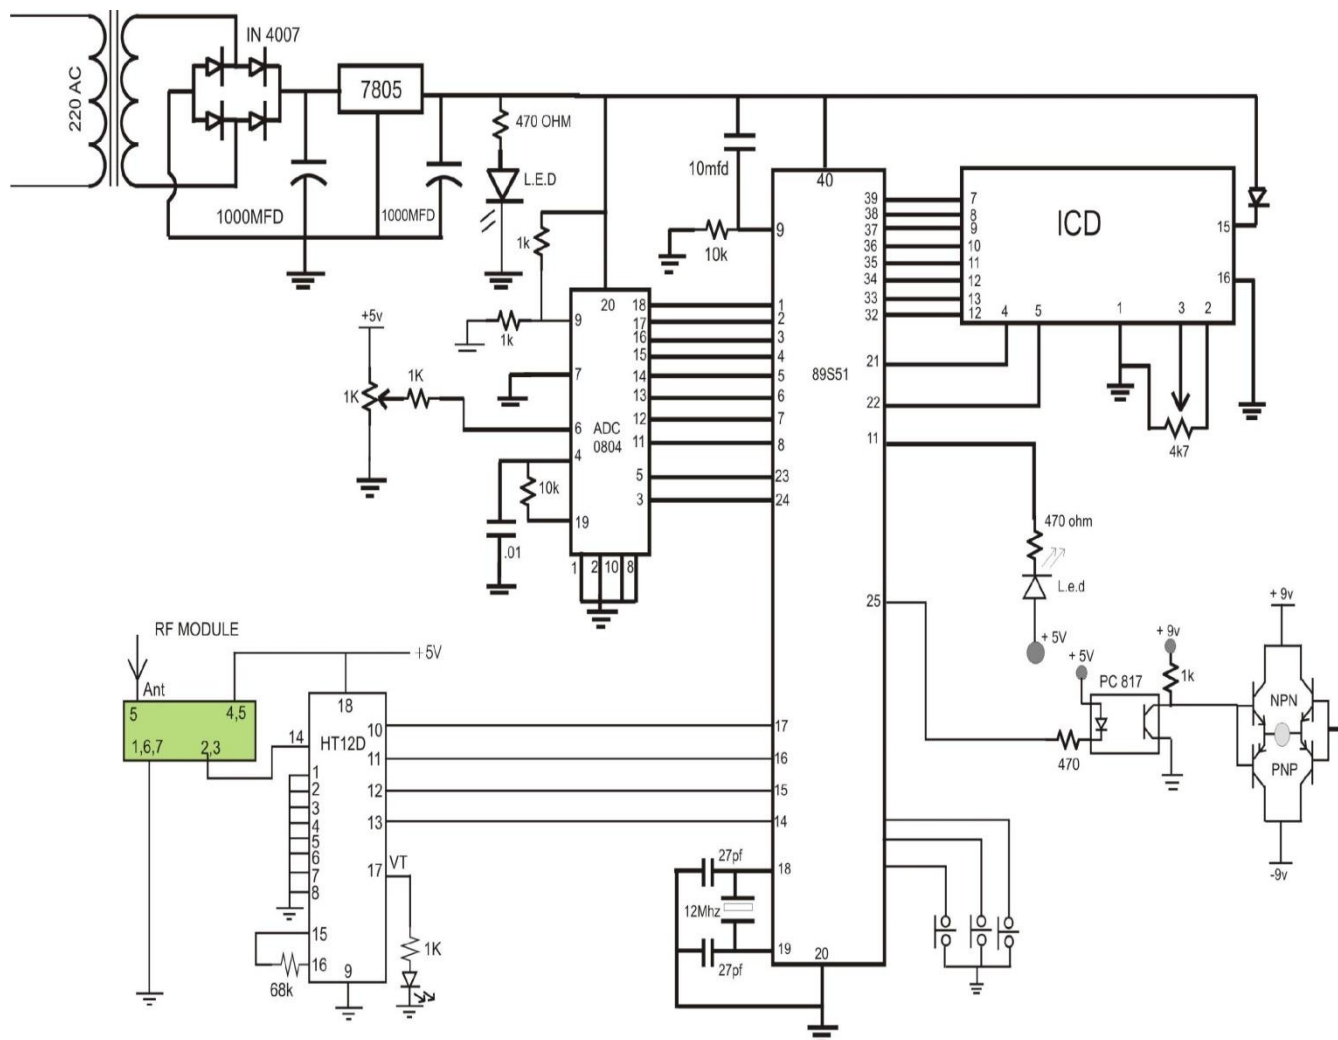 220 AC
IN 4007
7805
1000MFD
1000MFD
470 OHM
L.E.D
1k
1k
10mfd
10k
+5v
1K
1K
20
9
7
6
4
19
ADC
0804
18
17
16
15
14
13
12
11
5
3
1 2 10 8
10k
.01
40
9
1
2
3
4
5
6
7
8
23
24
89S51
39
38
37
36
35
34
33
32
21
22
11
25
17
16
15
14
18
19
20
7
8
9
10
11
12
13
12
ICD
15
16
4 5 1 3 2
4k7
470 ohm
L.e.d
+ 5V
+ 5V
PC 817
470
+ 9v
1k
+ 9v
NPN
PNP
-9v
RF MODULE
Ant
5
4,5
1,6,7
2,3
+5V
18
14
HT12D
10
11
12
13
17
VT
1
2
3
4
5
6
7
8
15
16
9
68k
1K
27pf
12Mhz
27pf